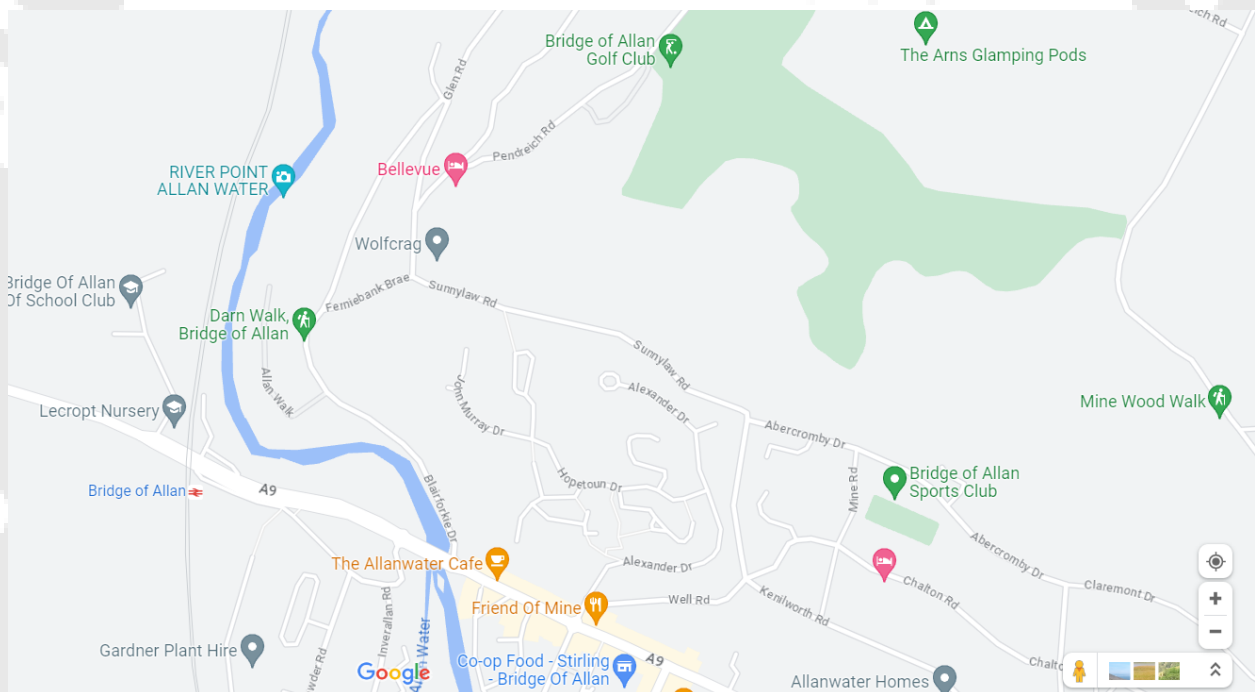 Bridge of Allan
Golf Club
The Arns Glamping Pods
Glen Rd
Pendreich Rd
RIVER POINT
ALLAN WATER
Bellevue
Wolfcrag
Bridge Of Allan
Of School Club
Ferniebank Brae
Sunnylaw Rd
Darn Walk,
Bridge of Allan
Sunnylaw Rd
Allan Walk
John Murray Dr
Alexander Dr
Mine Wood Walk
Lecropt Nursery
Abercromby Dr
Bridge of Allan
A9
Mine Rd
Bridge of Allan
Sports Club
Hopetoun Dr
Blairforkie Dr
The Allanwater Cafe
Alexander Dr
Abercromby Dr
Chalton Rd
Claremont Dr
Friend Of Mine
Well Rd
Kenilworth Rd
Inverallan Rd
Gardner Plant Hire
Google
Water
Co-op Food - Stirling
- Bridge Of Allan
A9
Allanwater Homes